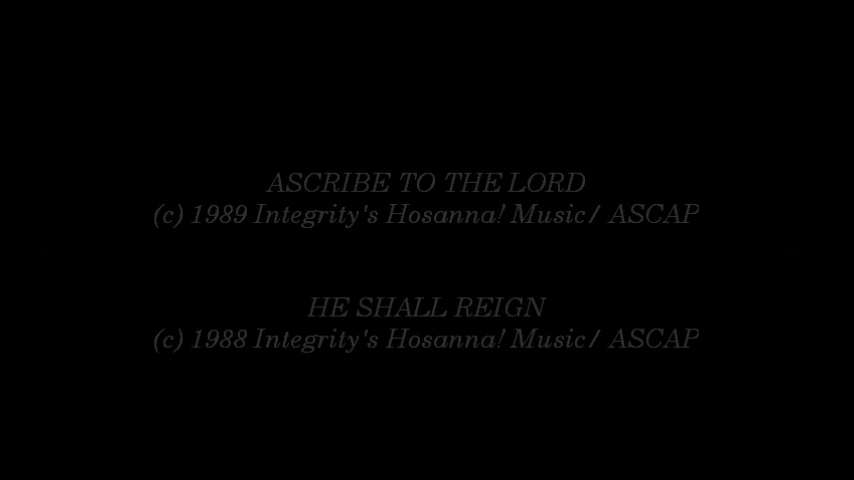 ASCRIBE TO THE LORD
(c) 1989 Integrity's Hosanna! Music/ ASCAP
HE SHALL REIGN
(c) 1988 Integrity's Hosanna! Music/ ASCAP